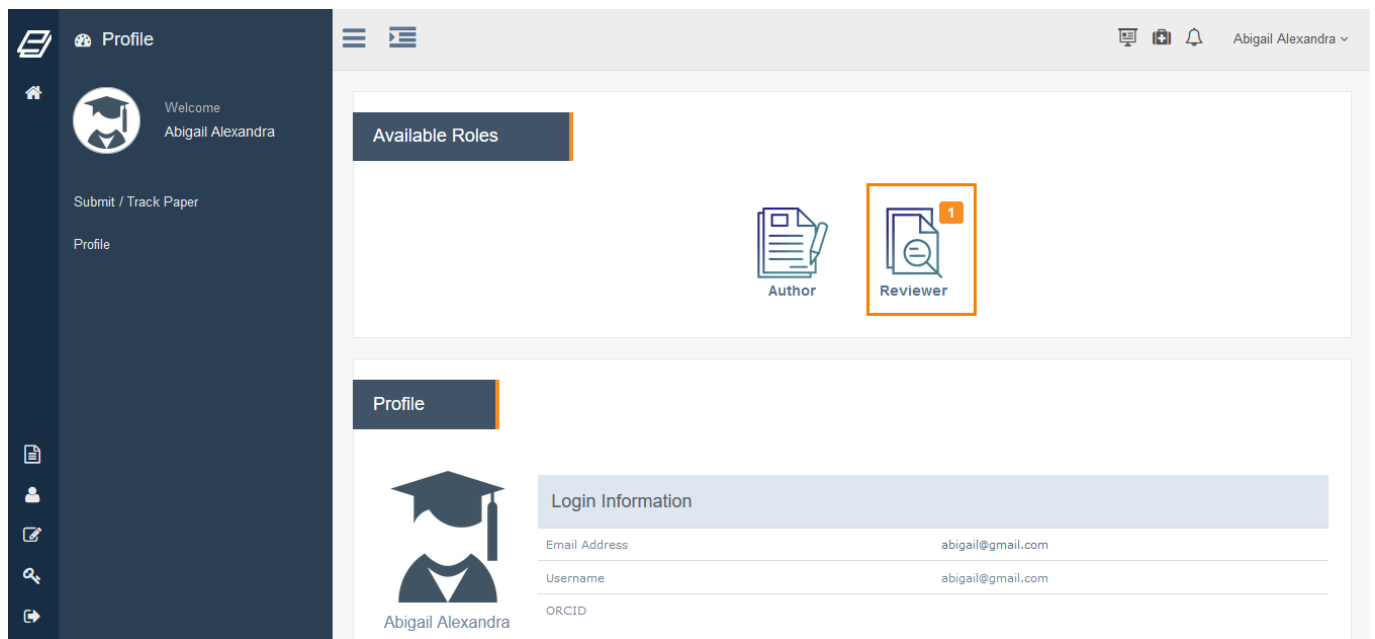 Profile
Abigail Alexandra
Welcome
Abigail Alexandra
Submit / Track Paper
Profile
Available Roles
1
Author
Reviewer
Profile
Abigail Alexandra
Login Information
Email Address abigail@gmail.com
Username abigail@gmail.com
ORCID